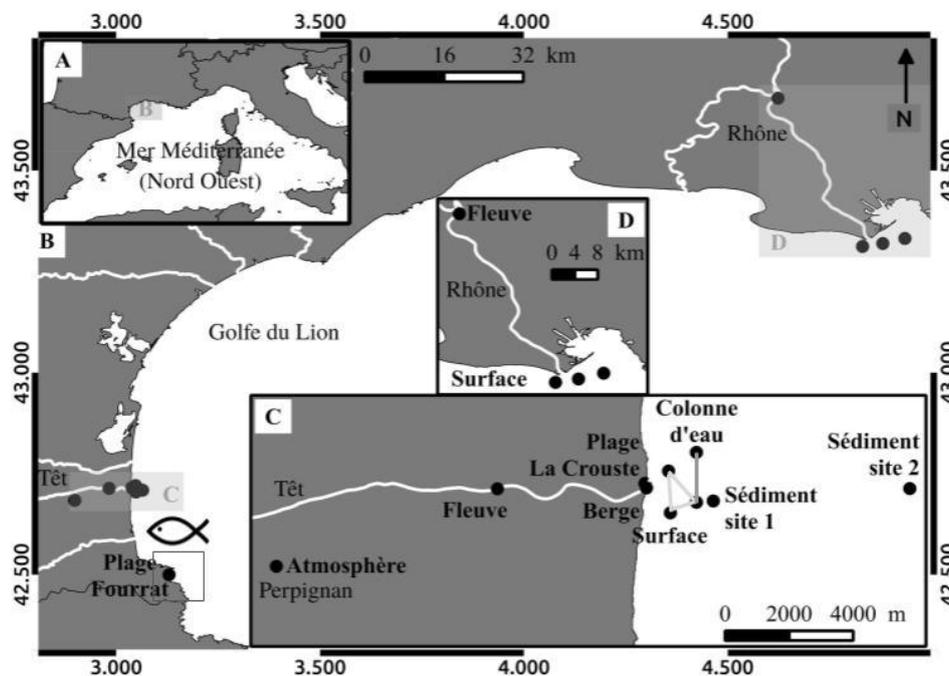 3.000 3.500 4.000 4.500
A
B
Mer Méditerranée
(Nord Ouest)
0 16 32 km
N
Rhône
D
43.500
43.500
B
Golfe du Lion
D
Fleuve
0 4 8 km
Rhône
Surface
43.000
43.000
Têt
C
Plage
Fourrat
42.500
42.500
C
Colonne
d'eau
Plage
La Crouste
Sédiment
site 2
Têt
Fleuve
Berge
Sédiment
site 1
Surface
Atmosphère
Perpignan
0 2000 4000 m
3.000 3.500 4.000 4.500